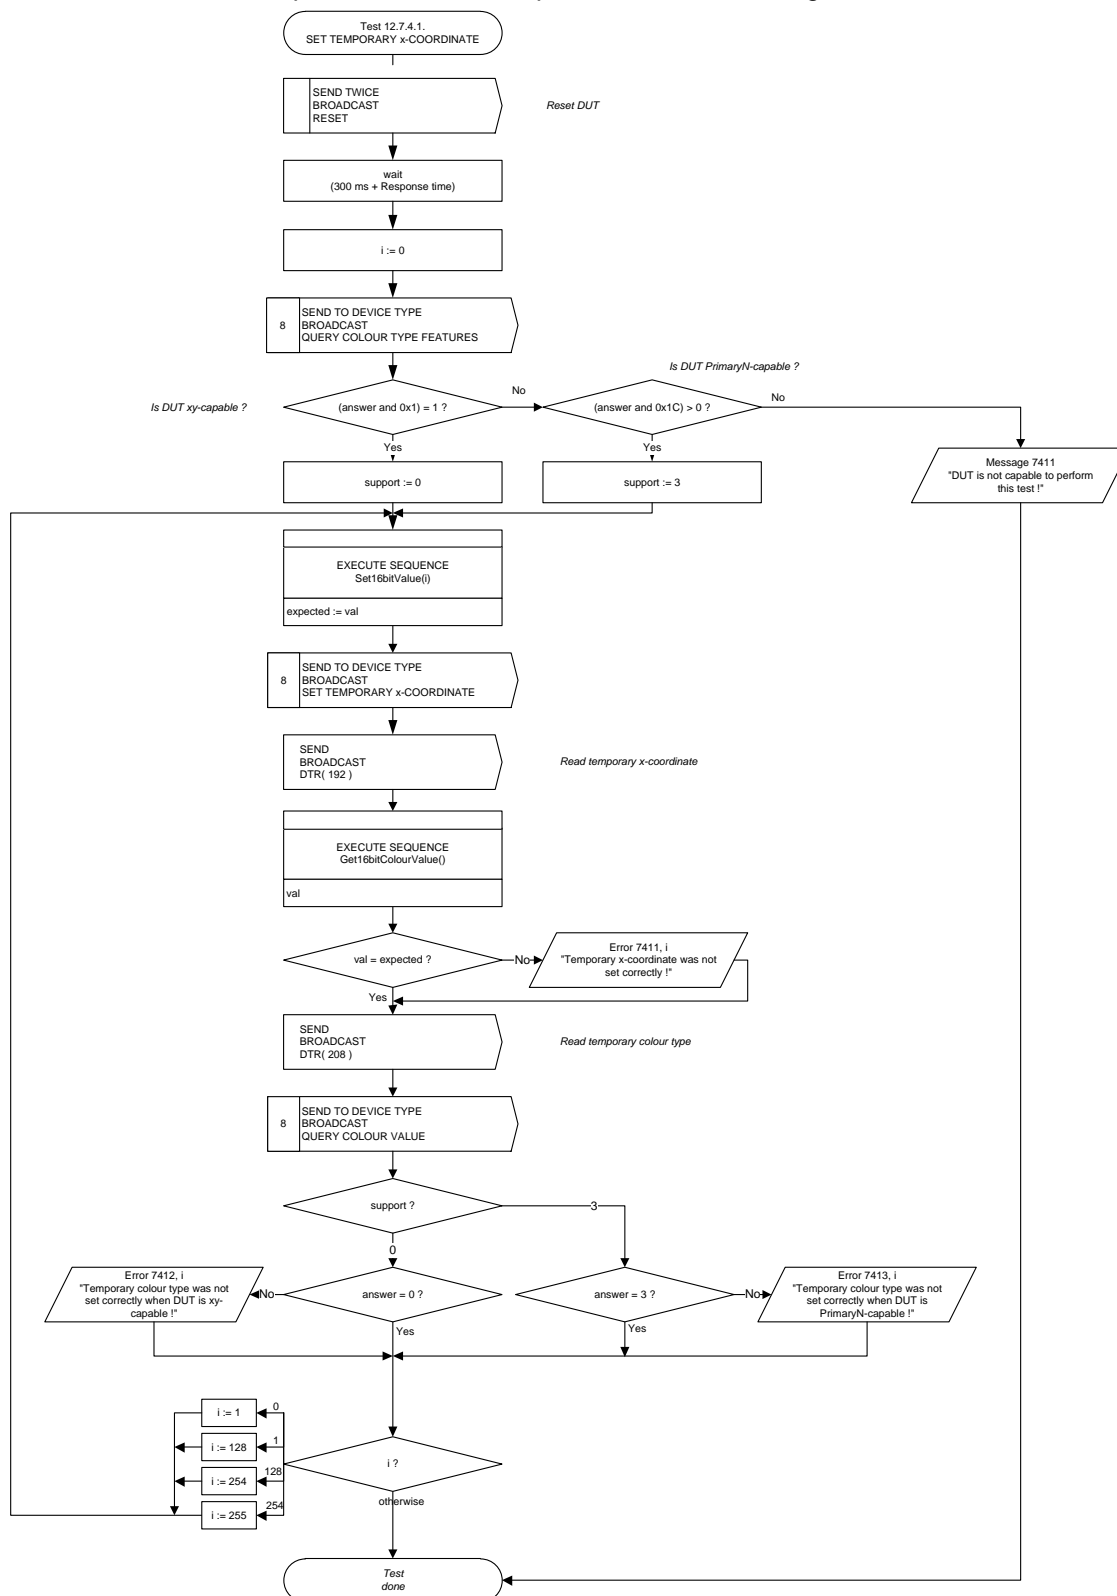 Test 12.7.4.1.
SET TEMPORARY x-COORDINATE
SEND TWICE
BROADCAST
RESET
Reset DUT
wait
(300 ms + Response time)
i := 0
8
SEND TO DEVICE TYPE
BROADCAST
QUERY COLOUR TYPE FEATURES
Is DUT PrimaryN-capable ?
Is DUT xy-capable ?
(answer and 0x1) = 1 ?
No
(answer and 0x1C) > 0 ?
No
Yes
Yes
Message 7411
"DUT is not capable to perform
this test !"
support := 0
support := 3
EXECUTE SEQUENCE
Set16bitValue(i)
expected := val
8
SEND TO DEVICE TYPE
BROADCAST
SET TEMPORARY x-COORDINATE
SEND
BROADCAST
DTR( 192 )
Read temporary x-coordinate
EXECUTE SEQUENCE
Get16bitColourValue()
val
val = expected ?
No
Error 7411, i
"Temporary x-coordinate was not
set correctly !"
Yes
SEND
BROADCAST
DTR( 208 )
Read temporary colour type
8
SEND TO DEVICE TYPE
BROADCAST
QUERY COLOUR VALUE
support ?
3
0
Error 7412, i
"Temporary colour type was not
set correctly when DUT is xy-
capable !"
No
answer = 0 ?
answer = 3 ?
No
Error 7413, i
"Temporary colour type was not
set correctly when DUT is
PrimaryN-capable !"
Yes
Yes
i := 1
0
i := 128
1
i := 254
128
i := 255
254
i ?
otherwise
Test
done